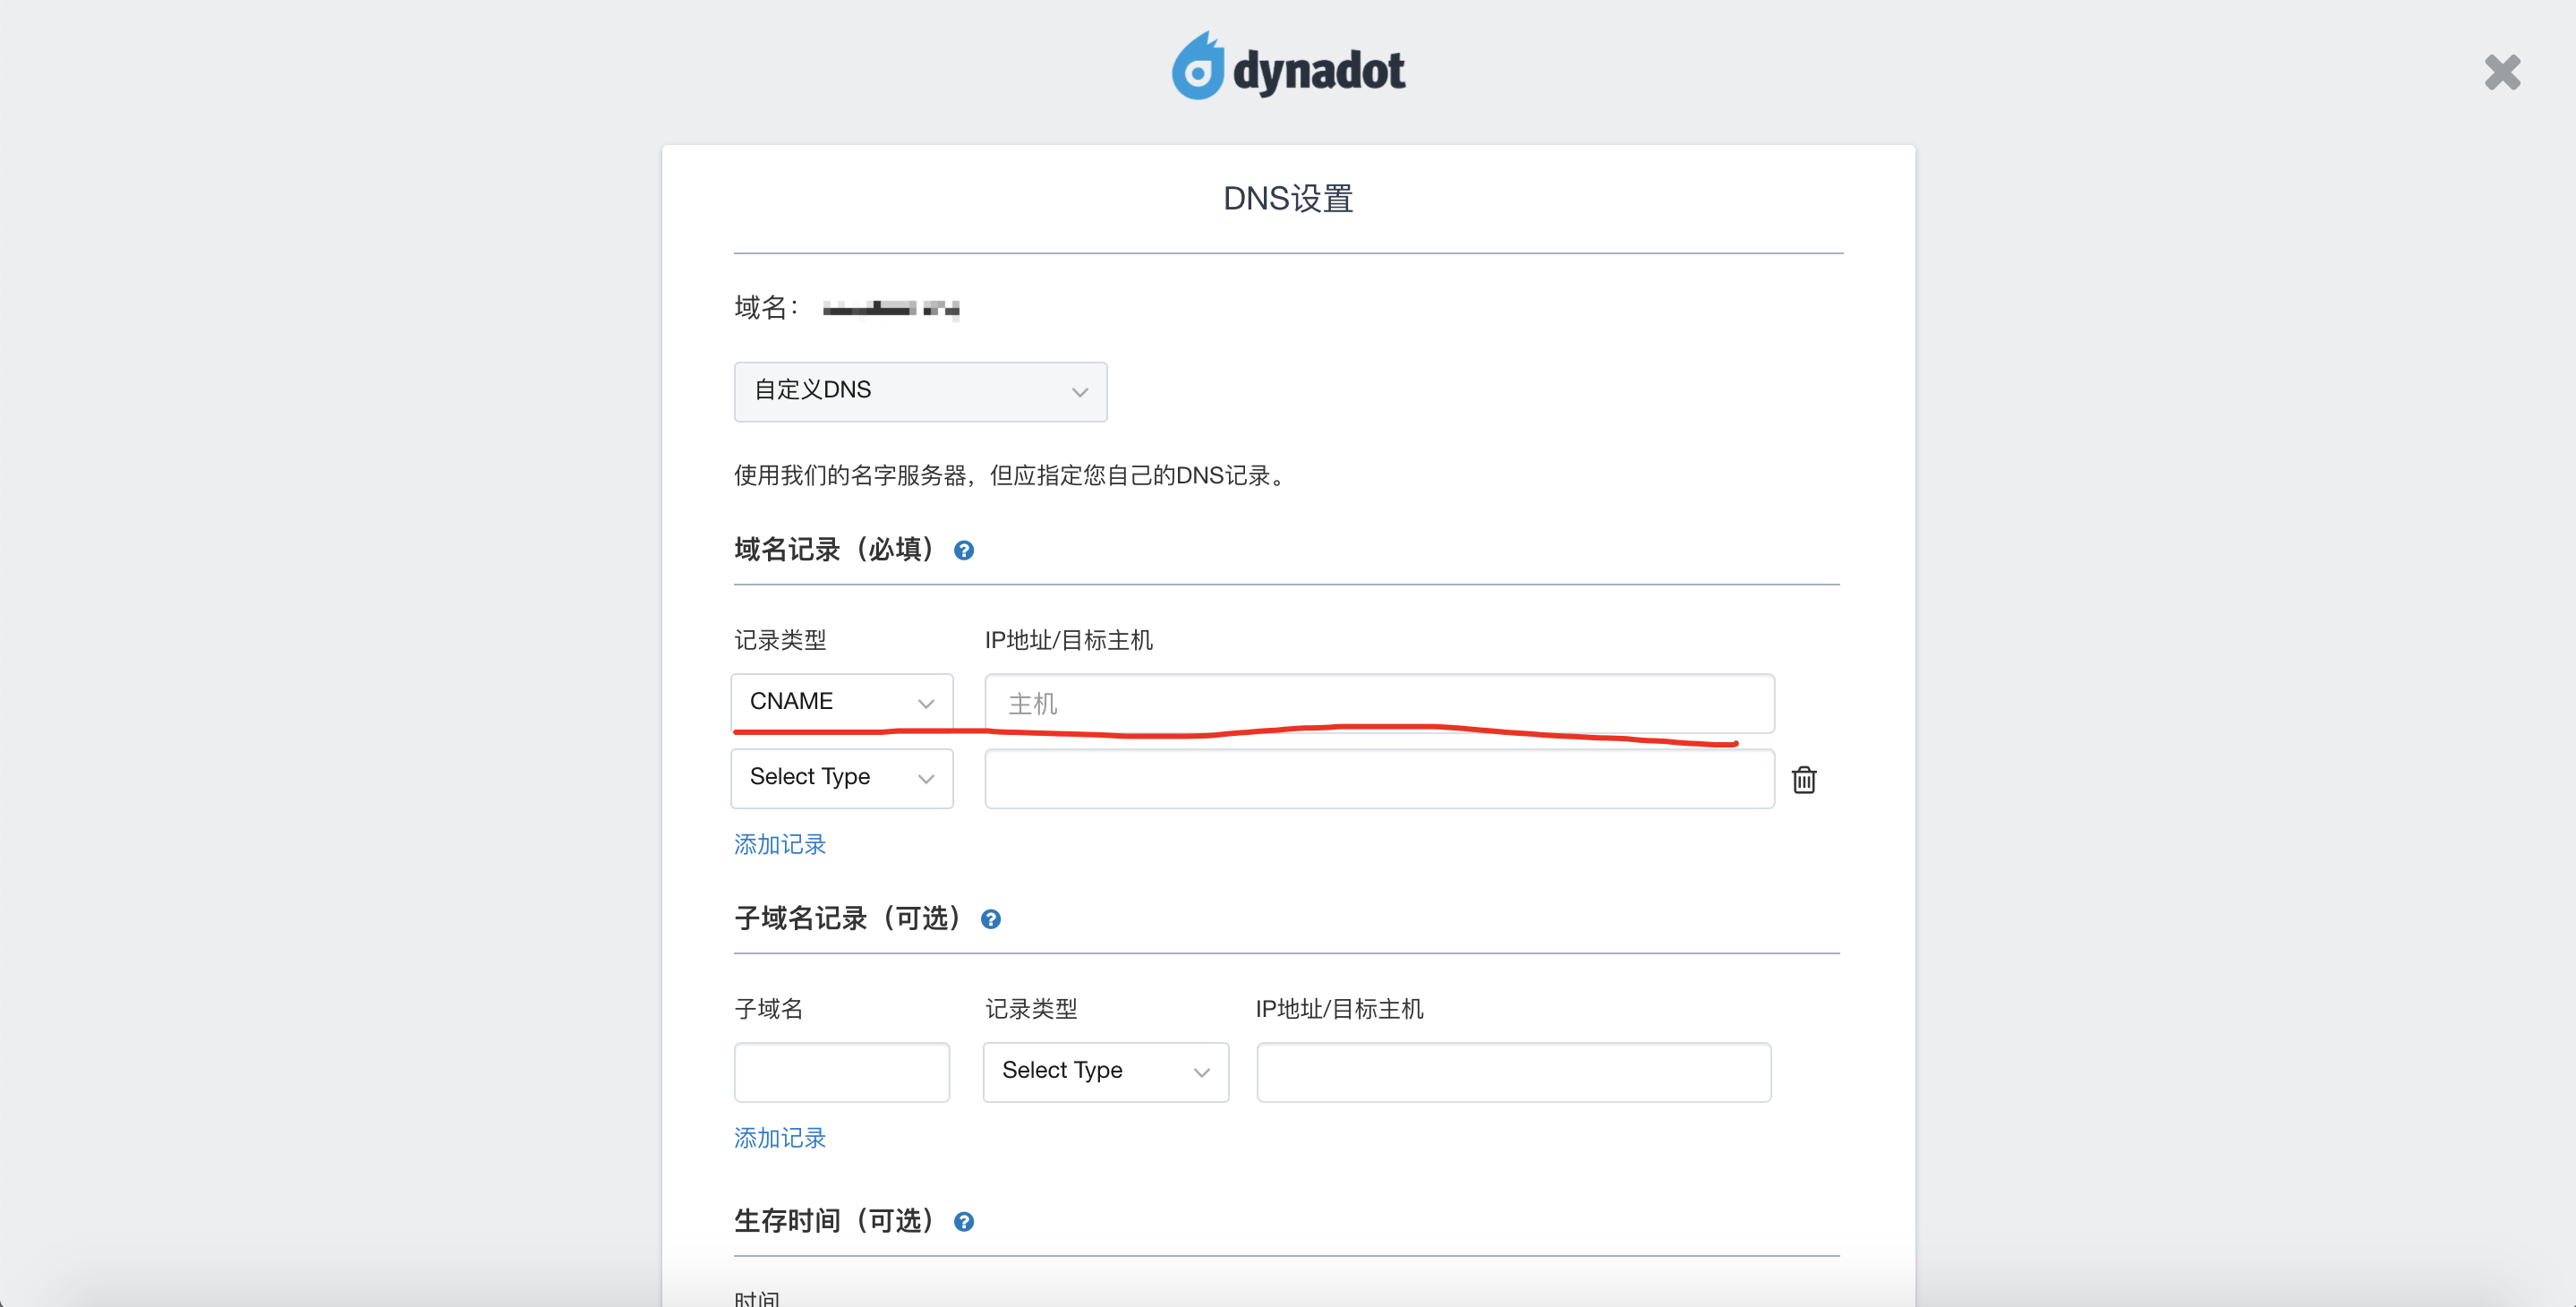 dynadot
DNS设置
域名：
自定义DNS
使用我们的名字服务器，但应指定您自己的DNS记录。
域名记录（必填） ?
记录类型 IP地址/目标主机
CNAME 主机
Select Type
添加记录
子域名记录（可选） ?
子域名 记录类型 IP地址/目标主机
Select Type
添加记录
生存时间（可选） ?
时间